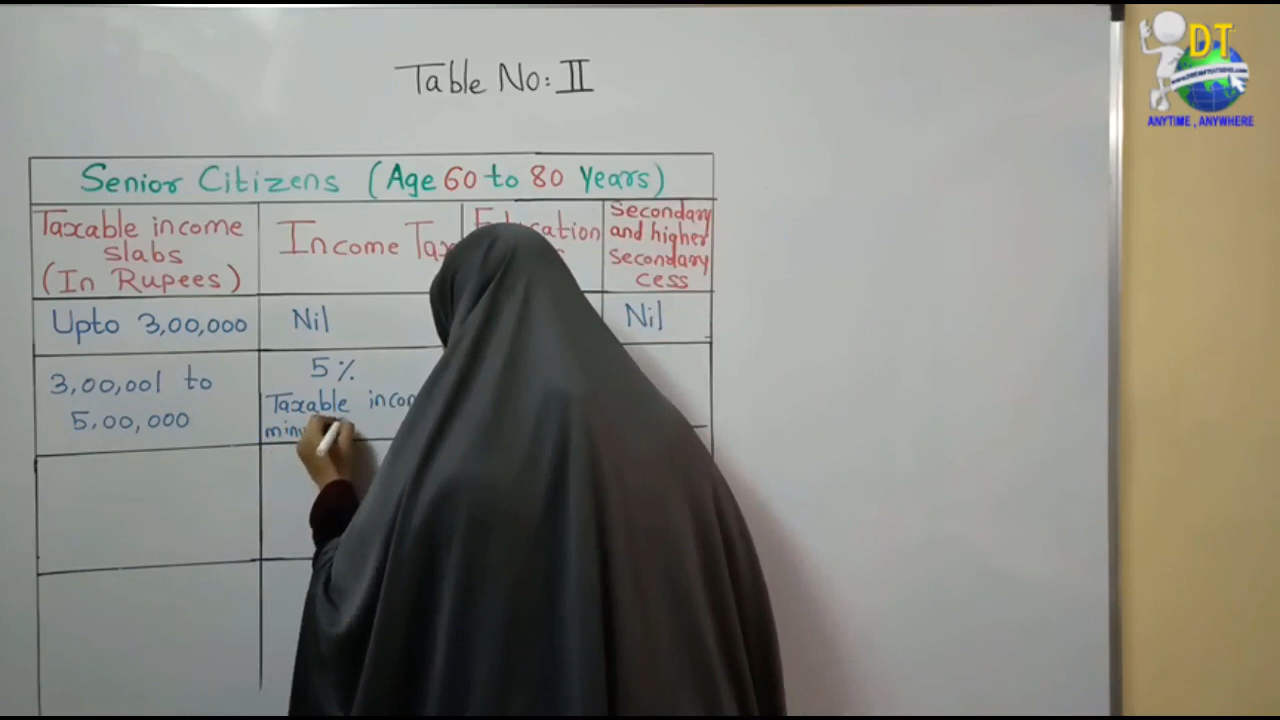 Table No: II
Senior Citizens (Age 60 to 80 Years)
Taxable income
slabs
(In Rupees)
Income Tax
Secondary
and higher
secondary
cess
Upto 3,00,000
Nil
Nil
3,00,001 to
5,00,000
5%
Taxable
DT
ANYTIME , ANYWHERE